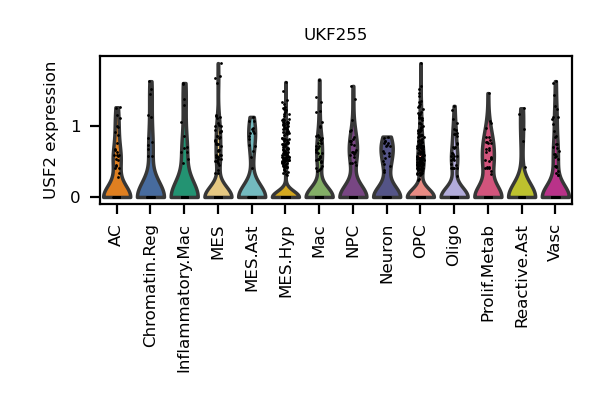 UKF255
USF2 expression
1
0
AC
Chromatin.Reg
Inflammatory.Mac
MES
MES.Ast
MES.Hyp
Mac
NPC
Neuron
OPC
Oligo
Prolif.Metab
Reactive.Ast
Vasc